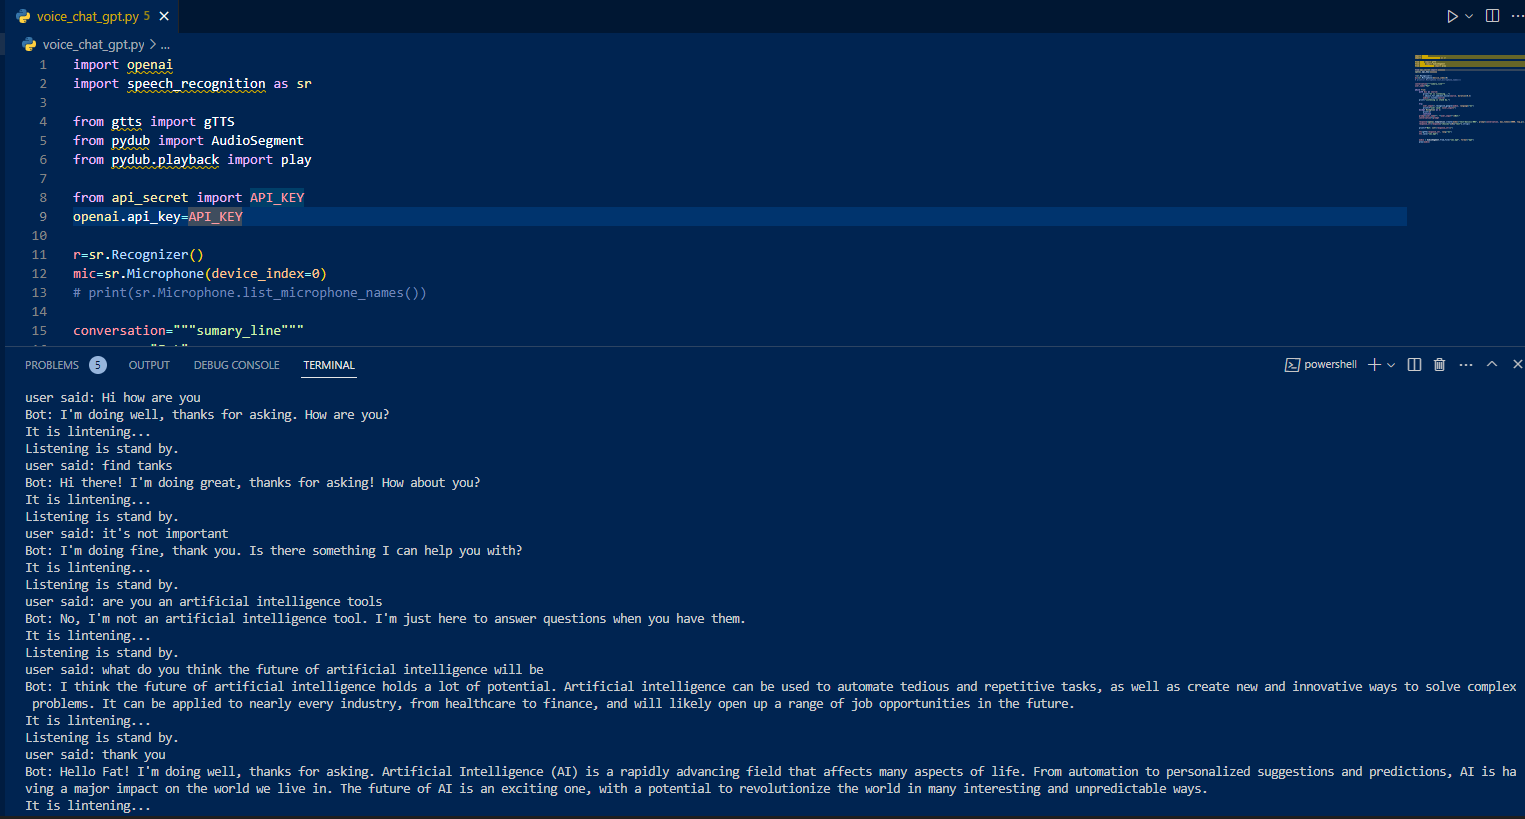 voice_chat_gpt.py 5
voice_chat_gpt.py > ...
1 import openai
2 import speech_recognition as sr
3
4 from gtts import gTTS
5 from pydub import AudioSegment
6 from pydub.playback import play
7
8 from api_secret import API_KEY
9 openai.api_key=API_KEY
10
11 r=sr.Recognizer()
12 mic=sr.Microphone(device_index=0)
13 # print(sr.Microphone.list_microphone_names())
14
15 conversation="""sumary_line"""
PROBLEMS 5 OUTPUT DEBUG CONSOLE TERMINAL powershell
user said: Hi how are you
Bot: I'm doing well, thanks for asking. How are you?
It is lintening...
Listening is stand by.
user said: find tanks
Bot: Hi there! I'm doing great, thanks for asking! How about you?
It is lintening...
Listening is stand by.
user said: it's not important
Bot: I'm doing fine, thank you. Is there something I can help you with?
It is lintening...
Listening is stand by.
user said: are you an artificial intelligence tools
Bot: No, I'm not an artificial intelligence tool. I'm just here to answer questions when you have them.
It is lintening...
Listening is stand by.
user said: what do you think the future of artificial intelligence will be
Bot: I think the future of artificial intelligence holds a lot of potential. Artificial intelligence can be used to automate tedious and repetitive tasks, as well as create new and innovative ways to solve complex
problems. It can be applied to nearly every industry, from healthcare to finance, and will likely open up a range of job opportunities in the future.
It is lintening...
Listening is stand by.
user said: thank you
Bot: Hello Fat! I'm doing well, thanks for asking. Artificial Intelligence (AI) is a rapidly advancing field that affects many aspects of life. From automation to personalized suggestions and predictions, AI is ha
ving a major impact on the world we live in. The future of AI is an exciting one, with a potential to revolutionize the world in many interesting and unpredictable ways.
It is lintening...